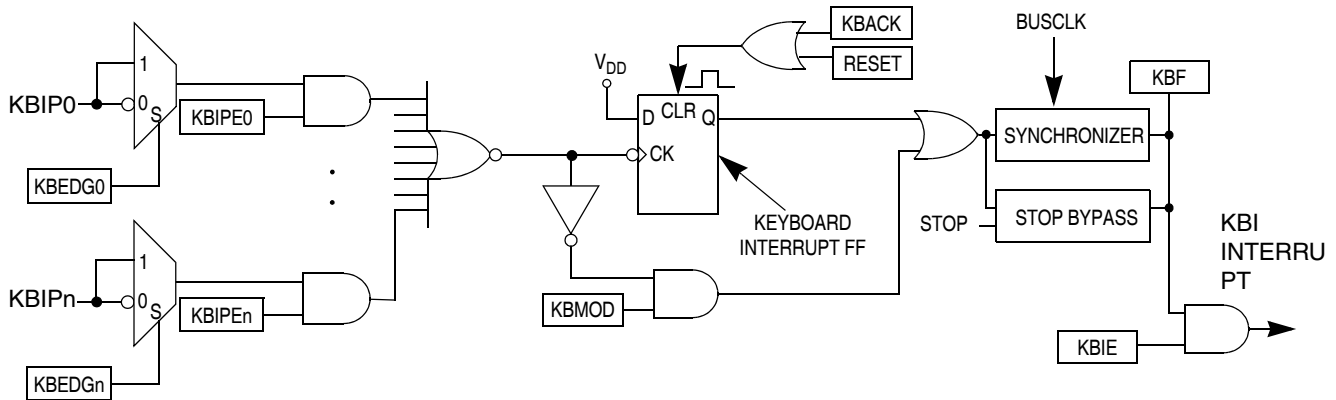 KBACK
RESET
BUSCLK
VDD
KBF
1
KBIP0
0
S
KBIPE0
D CLR Q
CK
SYNCHRONIZER
KBEDG0
KEYBOARD
INTERRUPT FF
STOP
STOP BYPASS
KBI
INTERRU
PT
1
KBIPn
0
S
KBIPEn
KBMOD
KBIE
KBEDGn